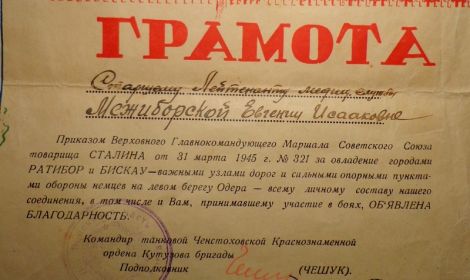 ГРАМОТА
Старшему Лейтенанту медиц. службы
Межиборской Евгении Исааковне
Приказом Верховного Главнокомандующего Маршала Советского Союза
товарища СТАЛИНА от 31 марта 1945 г. № 321 за овладение городами
РАТИБОР и БИСКАУ—важными узлами дорог и сильными опорными пункта-
ми обороны немцев на левом берегу Одера — всему личному составу нашего
соединения, в том числе и Вам, принимавшему участие в боях, ОБ'ЯВЛЕНА
БЛАГОДАРНОСТЬ.
Командир танковой Ченстоховской Краснознаменной
ордена Кутузова бригады
Подполковник (ЧЕШУК).